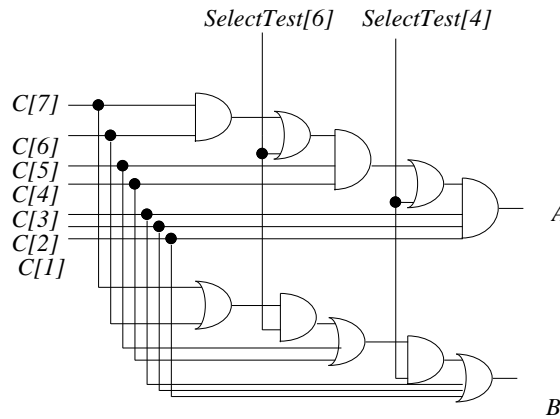 SelectTest[6] SelectTest[4]
C[7]
C[6]
C[5]
C[4]
C[3]
C[2]
C[1]
A
B